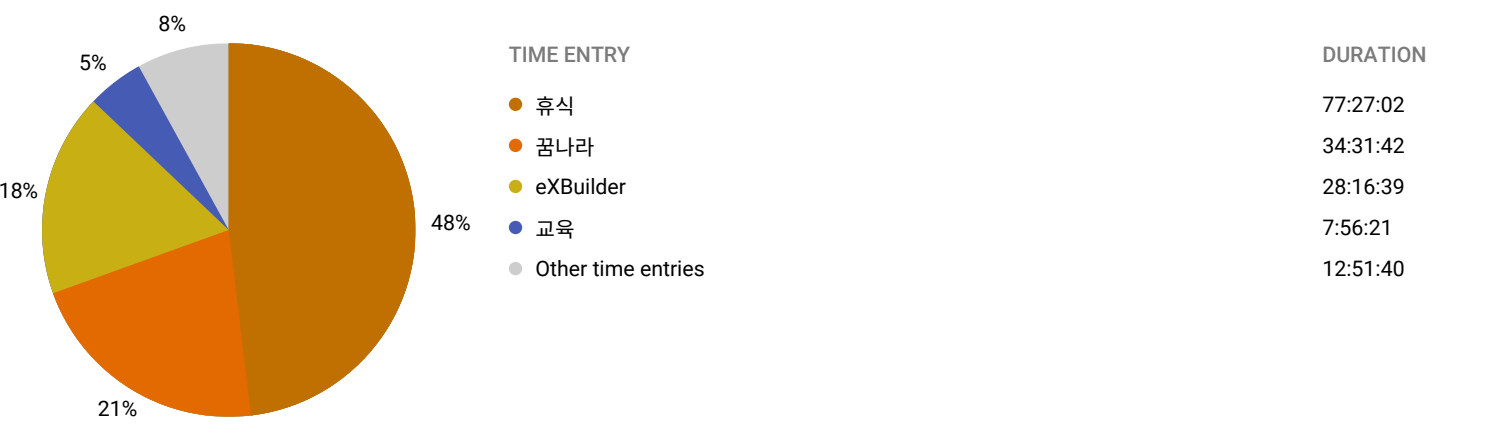 8%
5%
18%
48%
21%
TIME ENTRY DURATION
휴식 77:27:02
꿈나라 34:31:42
eXBuilder 28:16:39
교육 7:56:21
Other time entries 12:51:40